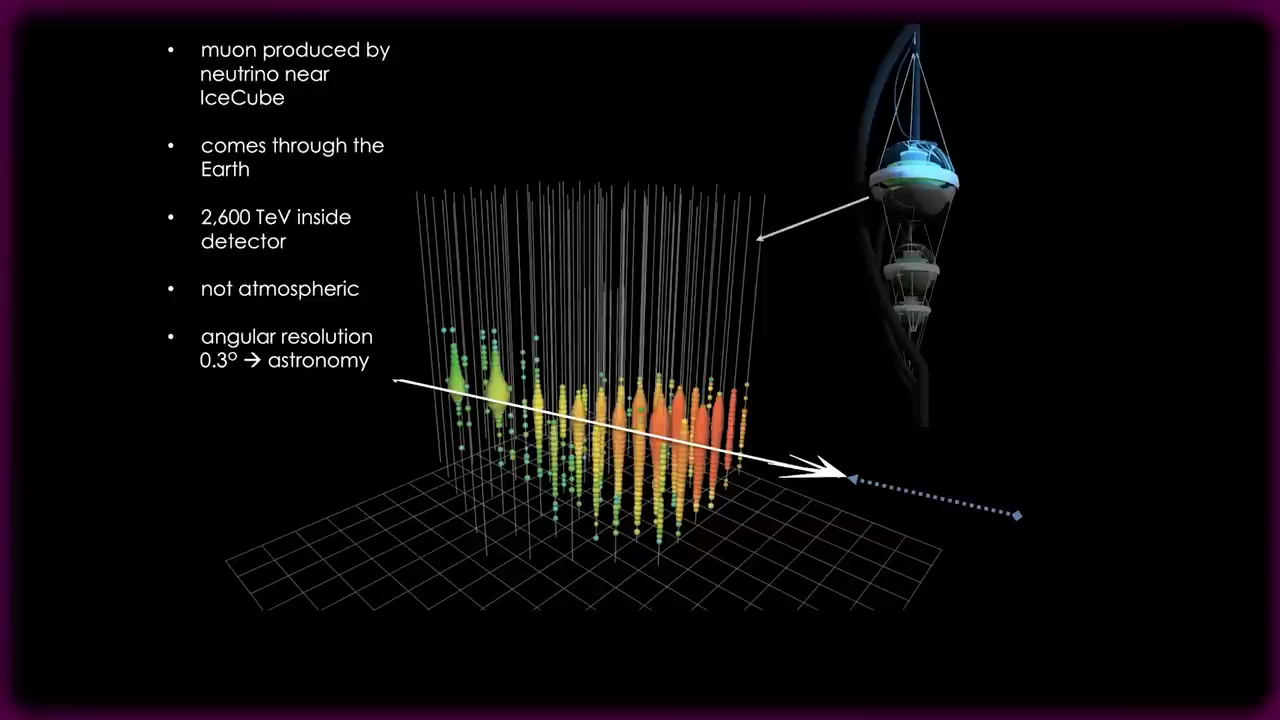 • muon produced by
neutrino near
IceCube
• comes through the
Earth
• 2,600 TeV inside
detector
• not atmospheric
• angular resolution
0.3° → astronomy